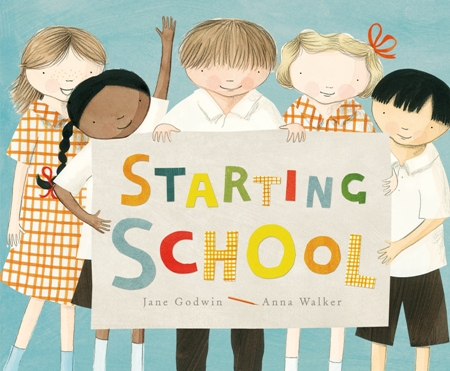 STARTING
SCHOOL
Jane Godwin Anna Walker